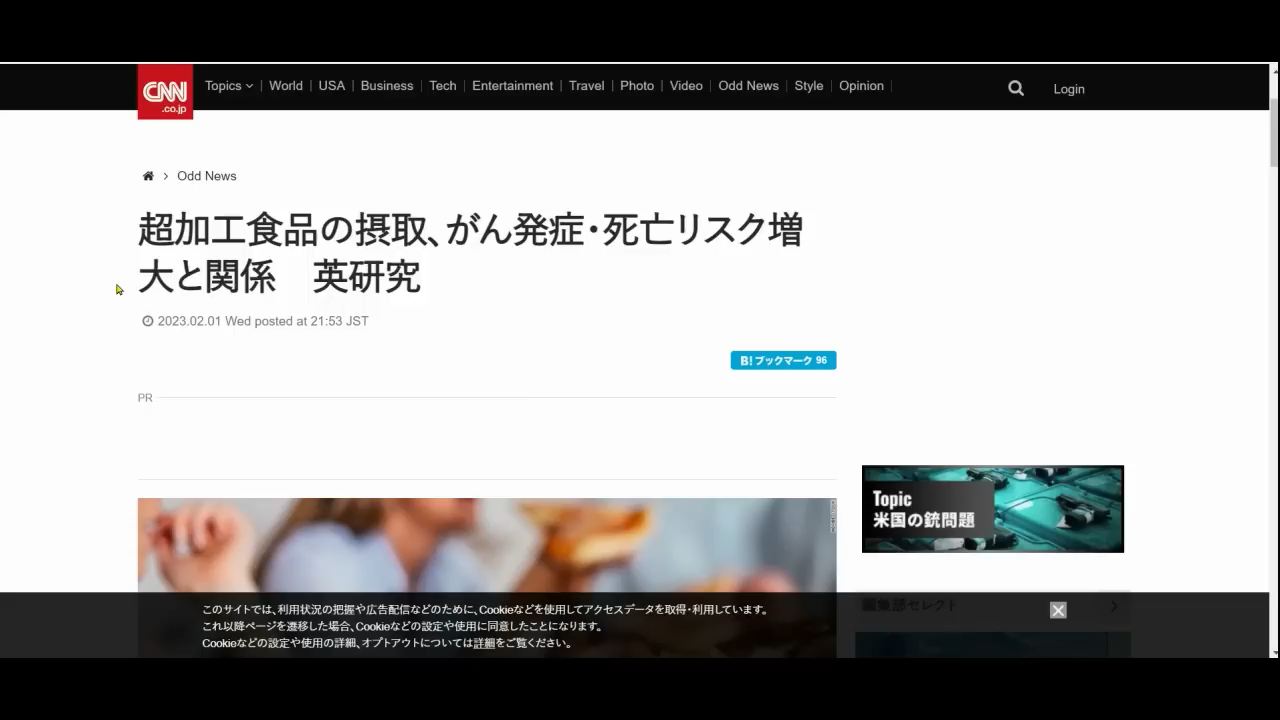 CNN
.co.jp
Topics | World | USA | Business | Tech | Entertainment | Travel | Photo | Video | Odd News | Style | Opinion |
Login
Odd News
超加工食品の摂取、がん発症・死亡リスク増
大と関係　英研究
2023.02.01 Wed posted at 21:53 JST
B!ブックマーク 96
PR
Topic
米国の銃問題
編集部セレクト
このサイトでは、利用状況の把握や広告配信などのために、Cookieなどを使用してアクセスデータを取得・利用しています。
これ以降ページを遷移した場合、Cookieなどの設定や使用に同意したことになります。
Cookieなどの設定や使用の詳細、オプトアウトについては詳細をご覧ください。